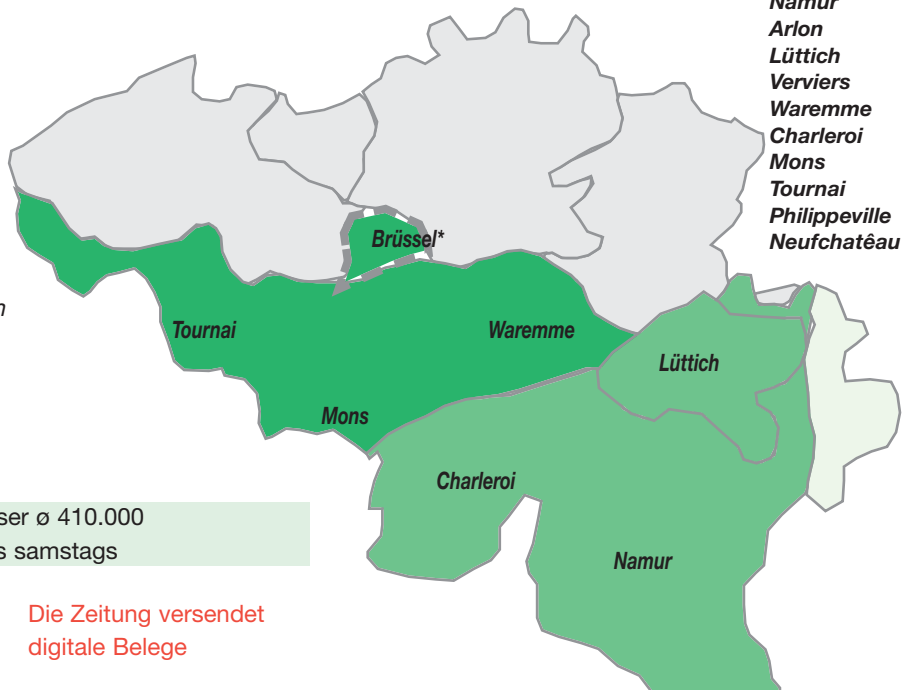 Namur
Arlon
Lüttich
Verviers
Waremme
Charleroi
Mons
Tournai
Philippeville
Neufchatêau
Brüssel*
Tournai
Waremme
Lüttich
Mons
Charleroi
Namur
ø 410.000
samstags
Die Zeitung versendet
digitale Belege